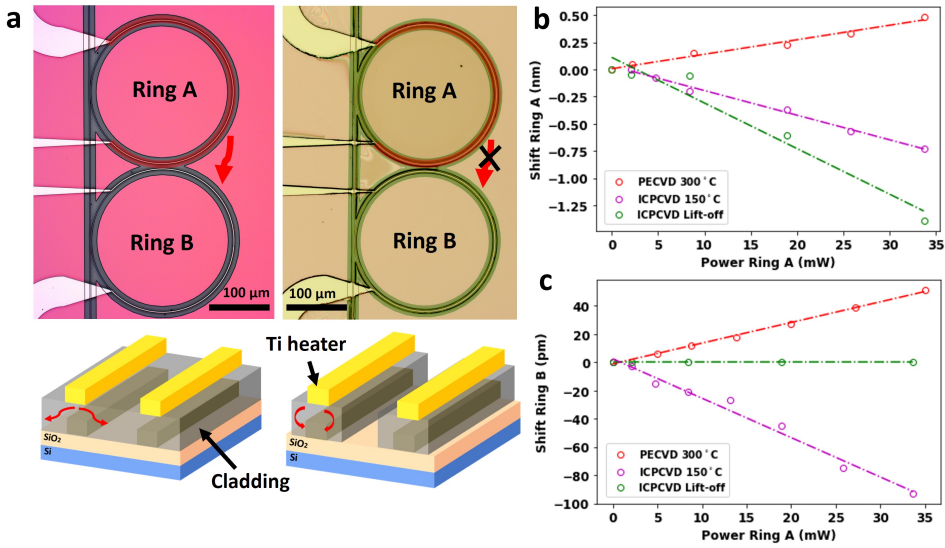 a
Ring A
Ring B
100 μm
Ring A
Ring B
100 μm
Ti heater
SiO₂
Si
Cladding
SiO₂
Si
b
0.50
0.25
0.00
−0.25
−0.50
−0.75
−1.00
−1.25
Shift Ring A (nm)
PECVD 300°C
ICPCVD 150°C
ICPCVD Lift-off
0 5 10 15 20 25 30 35
Power Ring A (mW)
c
40
20
0
−20
−40
−60
−80
−100
Shift Ring B (pm)
PECVD 300°C
ICPCVD 150°C
ICPCVD Lift-off
0 5 10 15 20 25 30 35
Power Ring A (mW)